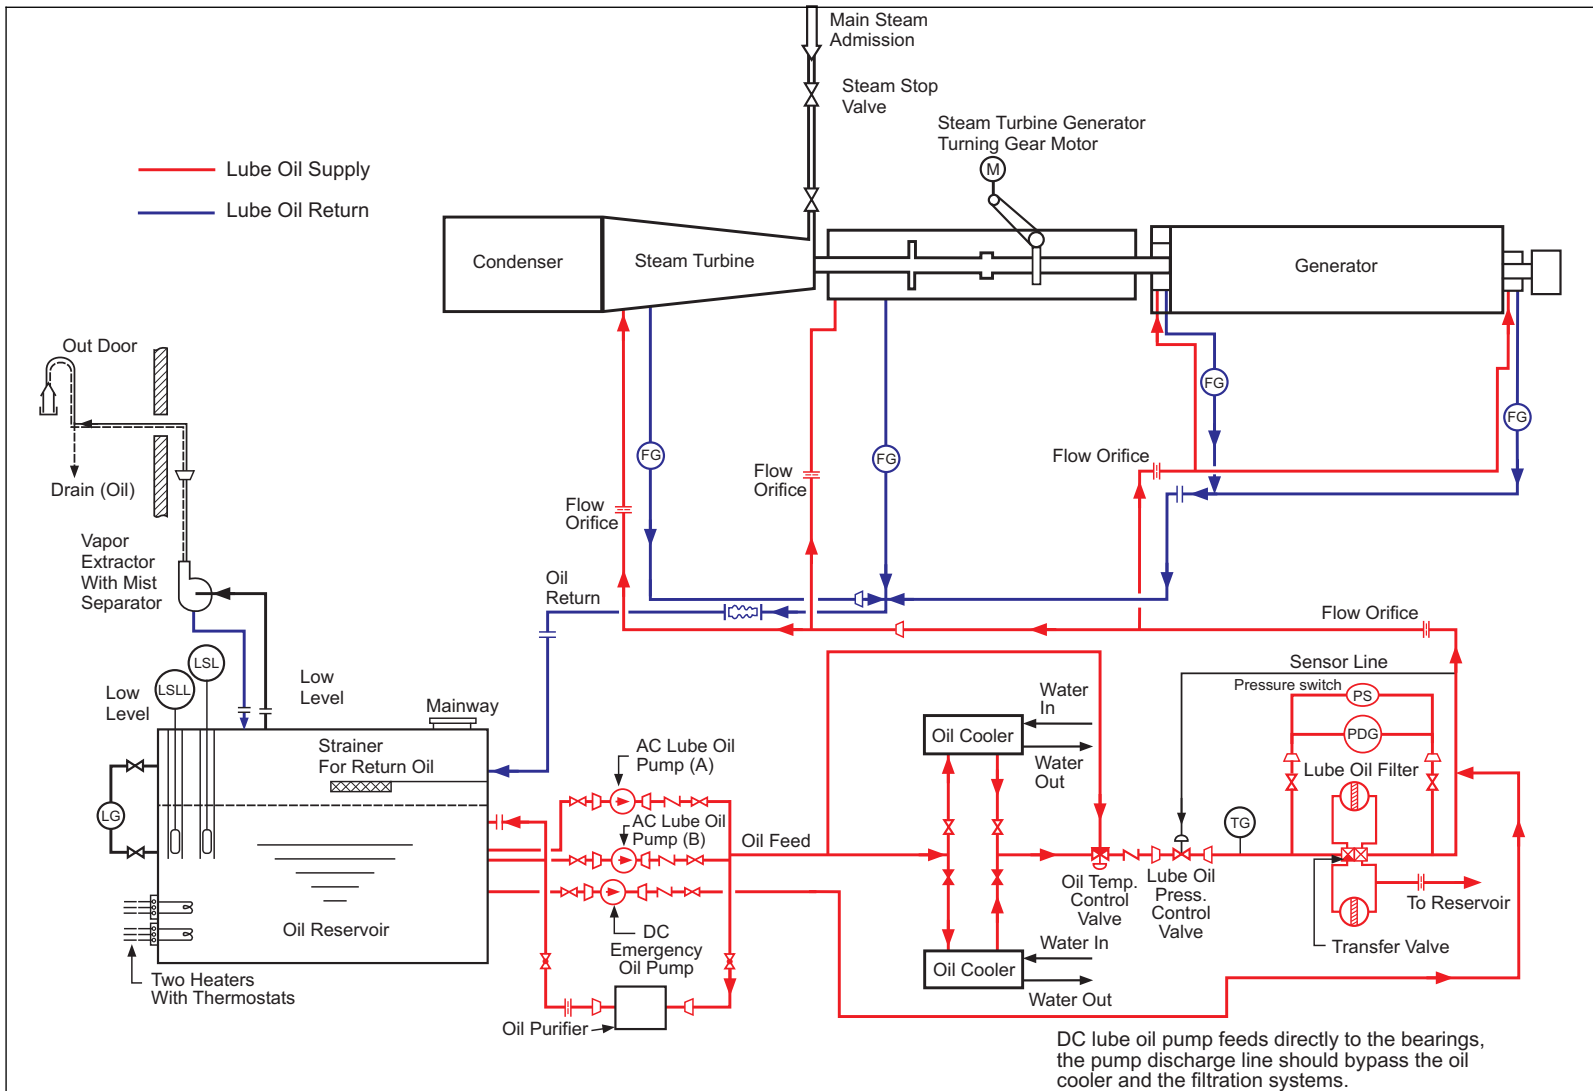 Main Steam
Admission
Steam Stop
Valve
Steam Turbine Generator
Turning Gear Motor
M
Lube Oil Supply
Lube Oil Return
Condenser
Steam Turbine
Generator
Out Door
Drain (Oil)
FG
FG
FG
FG
Flow
Orifice
Flow
Orifice
Flow Orifice
Vapor
Extractor
With Mist
Separator
Oil
Return
Flow Orifice
Sensor Line
Pressure switch
PS
PDG
Lube Oil Filter
LSL
LSLL
Low
Level
Low
Level
Mainway
Strainer
For Return Oil
LG
AC Lube Oil
Pump (A)
AC Lube Oil
Pump (B)
Oil Feed
DC
Emergency
Oil Pump
Oil Reservoir
Two Heaters
With Thermostats
Oil Purifier
Water
In
Oil Cooler
Water
Out
TG
Oil Temp.
Control
Valve
Lube Oil
Press.
Control
Valve
To Reservoir
Transfer Valve
Water In
Oil Cooler
Water Out
DC lube oil pump feeds directly to the bearings,
the pump discharge line should bypass the oil
cooler and the filtration systems.